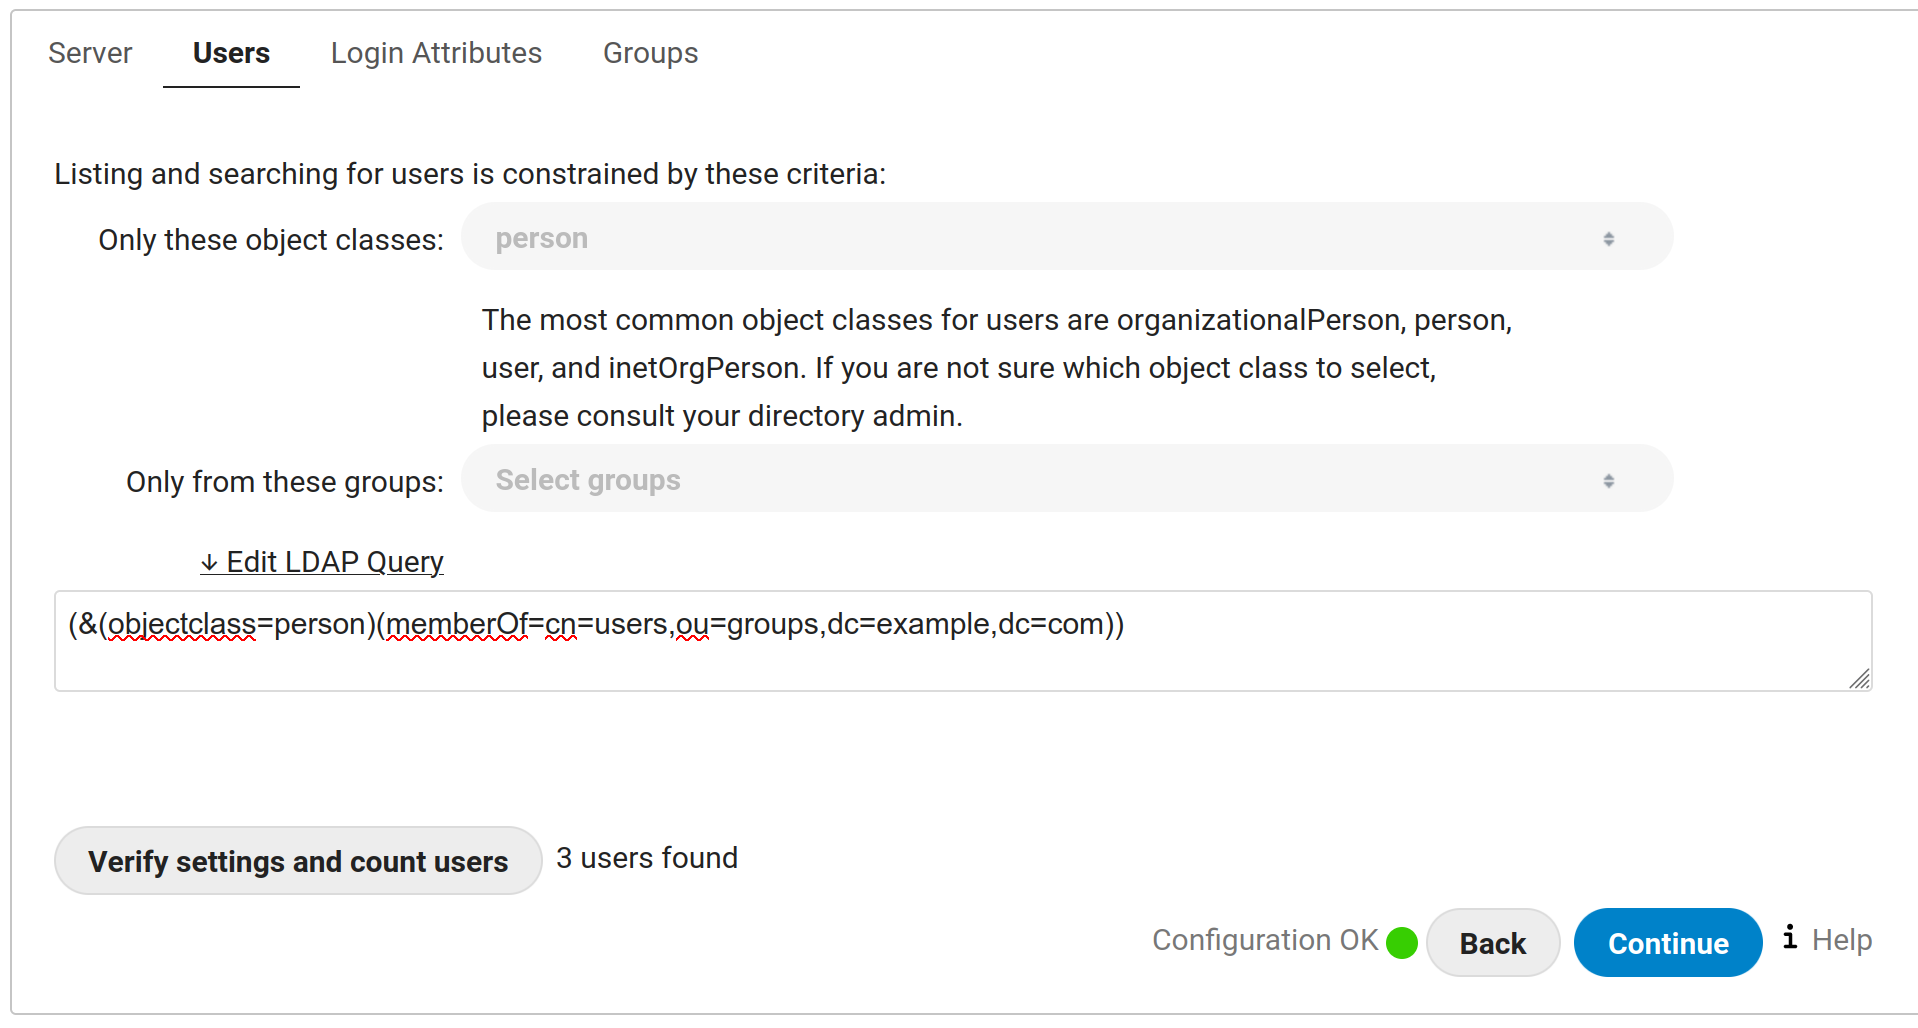 Server Users Login Attributes Groups
Listing and searching for users is constrained by these criteria:
Only these object classes: person
The most common object classes for users are organizationalPerson, person,
user, and inetOrgPerson. If you are not sure which object class to select,
please consult your directory admin.
Only from these groups: Select groups
↓ Edit LDAP Query
(&(objectclass=person)(memberOf=cn=users,ou=groups,dc=example,dc=com))
Verify settings and count users 3 users found
Configuration OK Back Continue i Help